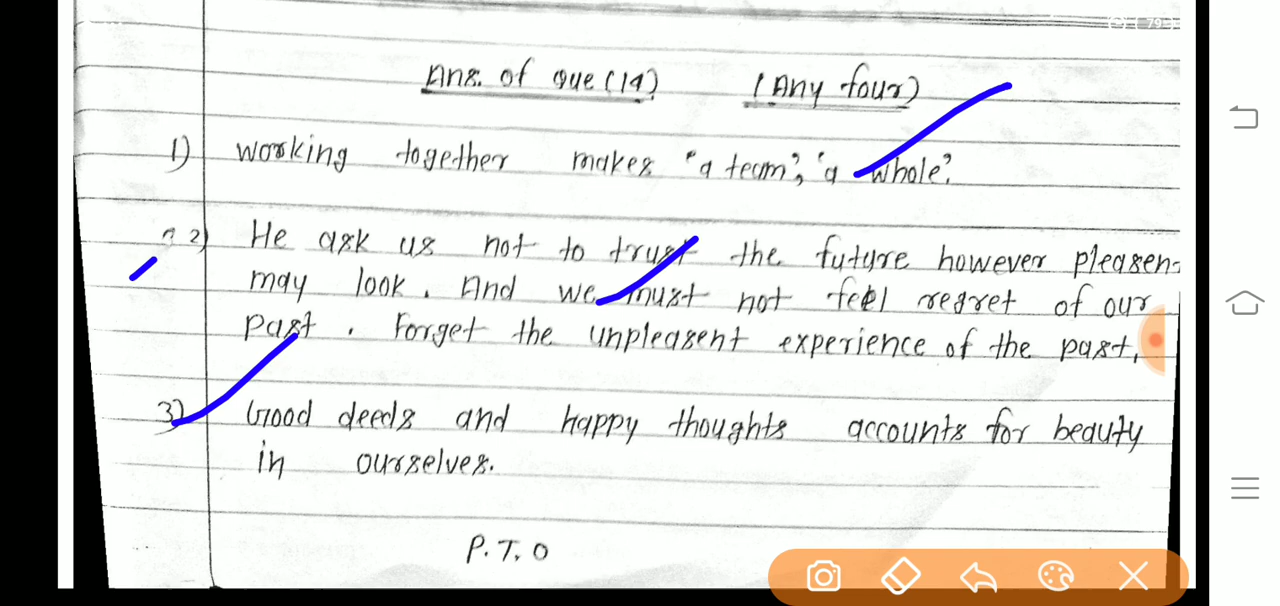 Ans. of que (14) (Any four)
1) working together makes 'a team', 'a whole'.
2) He ask us not to trust the future however pleasen
may look. And we must not feel regret of our
past. Forget the unpleasent experience of the past.
3) Good deeds and happy thoughts accounts for beauty
in ourselves.
P.T.O